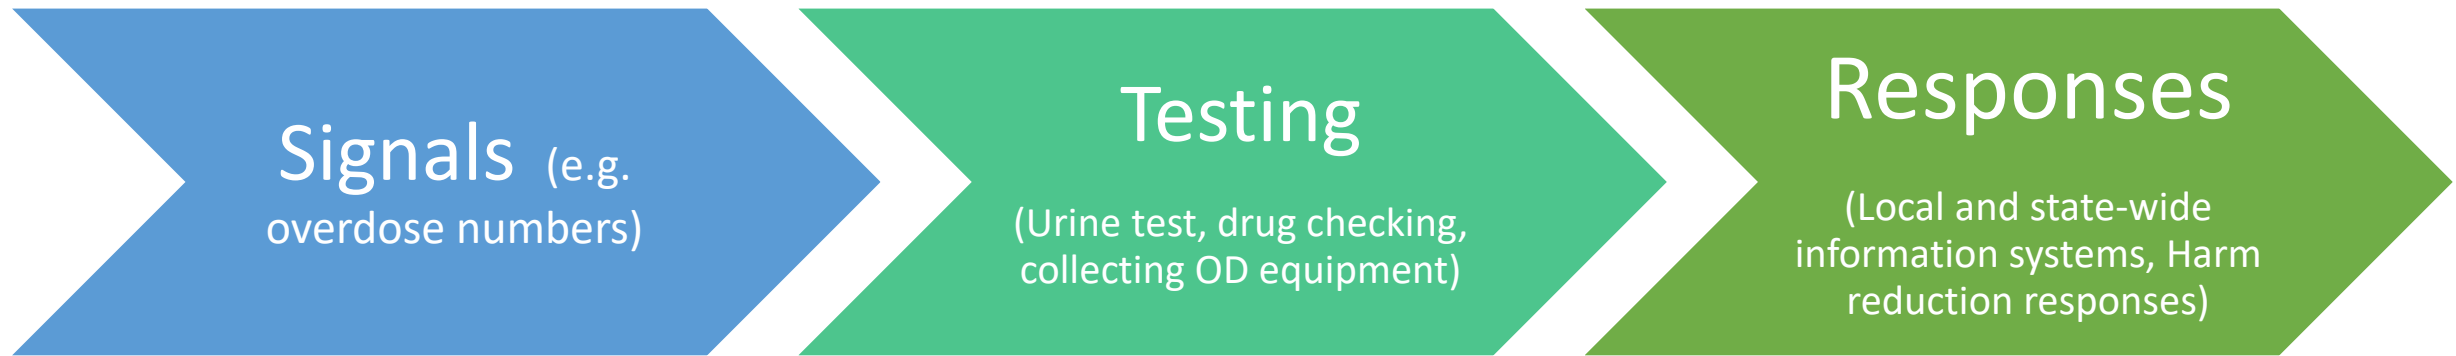 Signals (e.g.
overdose numbers)
Testing
(Urine test, drug checking,
collecting OD equipment)
Responses
(Local and state-wide
information systems, Harm
reduction responses)